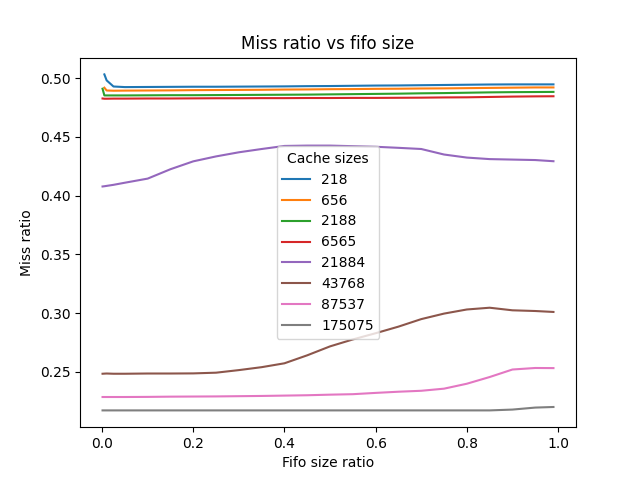 Miss ratio vs fifo size
0.50
0.45
0.40
0.35
0.30
0.25
Miss ratio
Cache sizes
218
656
2188
6565
21884
43768
87537
175075
0.0 0.2 0.4 0.6 0.8 1.0
Fifo size ratio